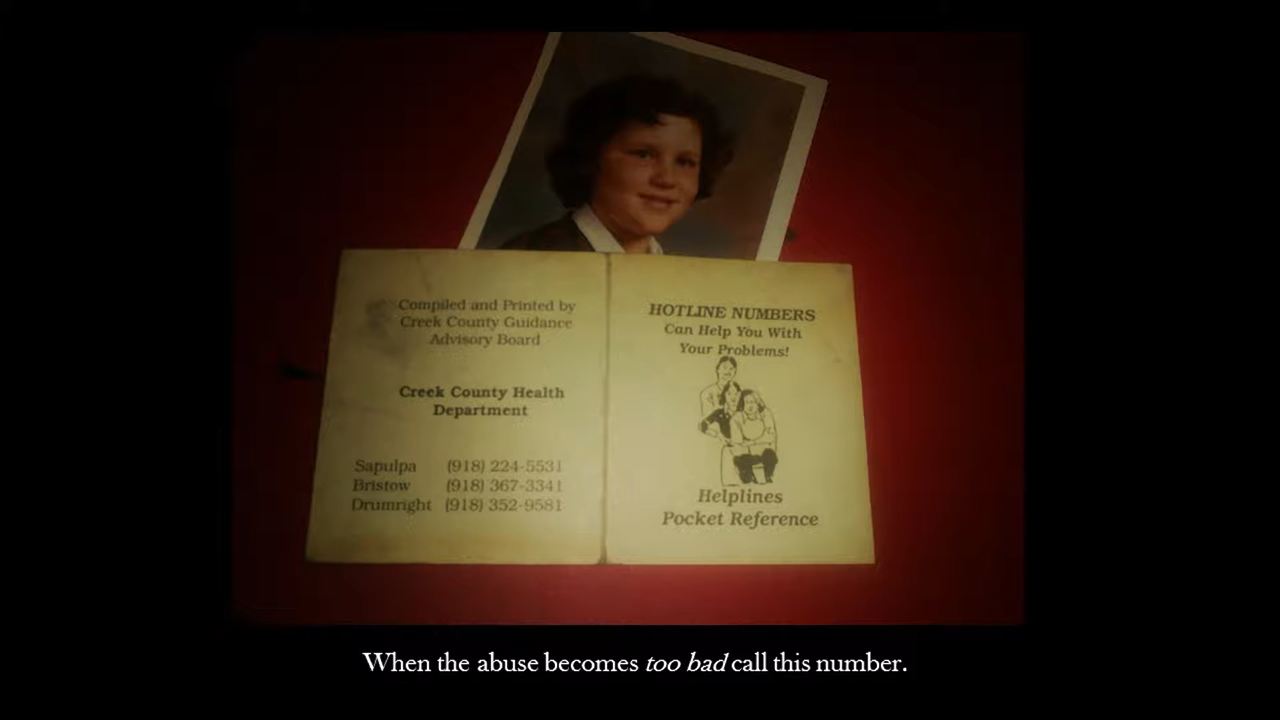 Compiled and Printed by
Creek County Guidance
Advisory Board
Creek County Health
Department
Sapulpa (918) 224-5531
Bristow (918) 367-3341
Drumright (918) 352-9581
HOTLINE NUMBERS
Can Help You With
Your Problems!
Helplines
Pocket Reference
When the abuse becomes too bad call this number.